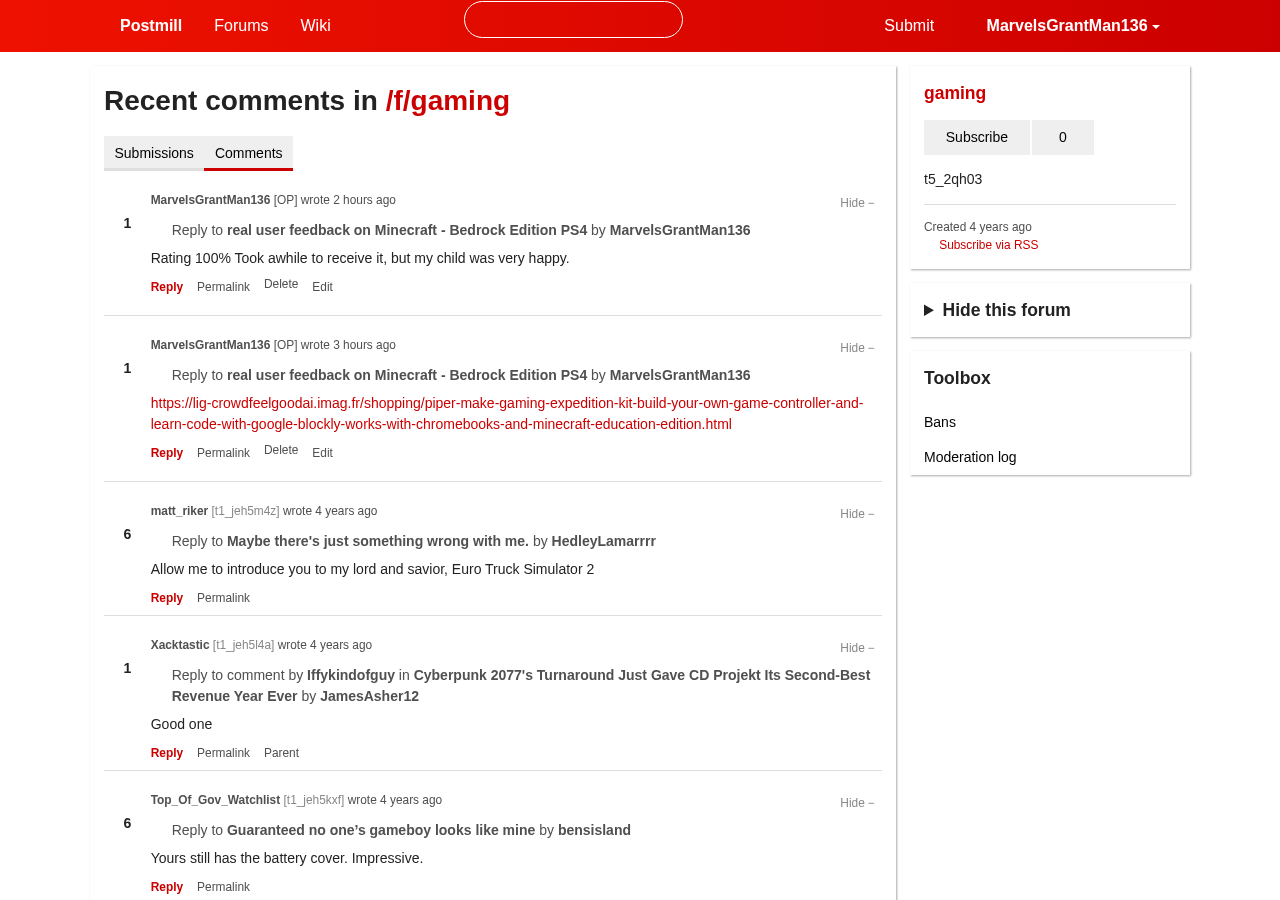 Postmill Forums Wiki Submit MarvelsGrantMan136
Recent comments in /f/gaming
Submissions Comments
MarvelsGrantMan136 [OP] wrote 2 hours ago
Hide −
1
Reply to real user feedback on Minecraft - Bedrock Edition PS4 by MarvelsGrantMan136
Rating 100% Took awhile to receive it, but my child was very happy.
Reply Permalink Delete Edit
MarvelsGrantMan136 [OP] wrote 3 hours ago
Hide −
1
Reply to real user feedback on Minecraft - Bedrock Edition PS4 by MarvelsGrantMan136
https://lig-crowdfeelgoodai.imag.fr/shopping/piper-make-gaming-expedition-kit-build-your-own-game-controller-and-
learn-code-with-google-blockly-works-with-chromebooks-and-minecraft-education-edition.html
Reply Permalink Delete Edit
matt_riker [t1_jeh5m4z] wrote 4 years ago
Hide −
6
Reply to Maybe there's just something wrong with me. by HedleyLamarrrr
Allow me to introduce you to my lord and savior, Euro Truck Simulator 2
Reply Permalink
Xacktastic [t1_jeh5l4a] wrote 4 years ago
Hide −
1
Reply to comment by Iffykindofguy in Cyberpunk 2077's Turnaround Just Gave CD Projekt Its Second-Best
Revenue Year Ever by JamesAsher12
Good one
Reply Permalink Parent
Top_Of_Gov_Watchlist [t1_jeh5kxf] wrote 4 years ago
Hide −
6
Reply to Guaranteed no one’s gameboy looks like mine by bensisland
Yours still has the battery cover. Impressive.
Reply Permalink
gaming
Subscribe 0
t5_2qh03
Created 4 years ago
Subscribe via RSS
Hide this forum
Toolbox
Bans
Moderation log